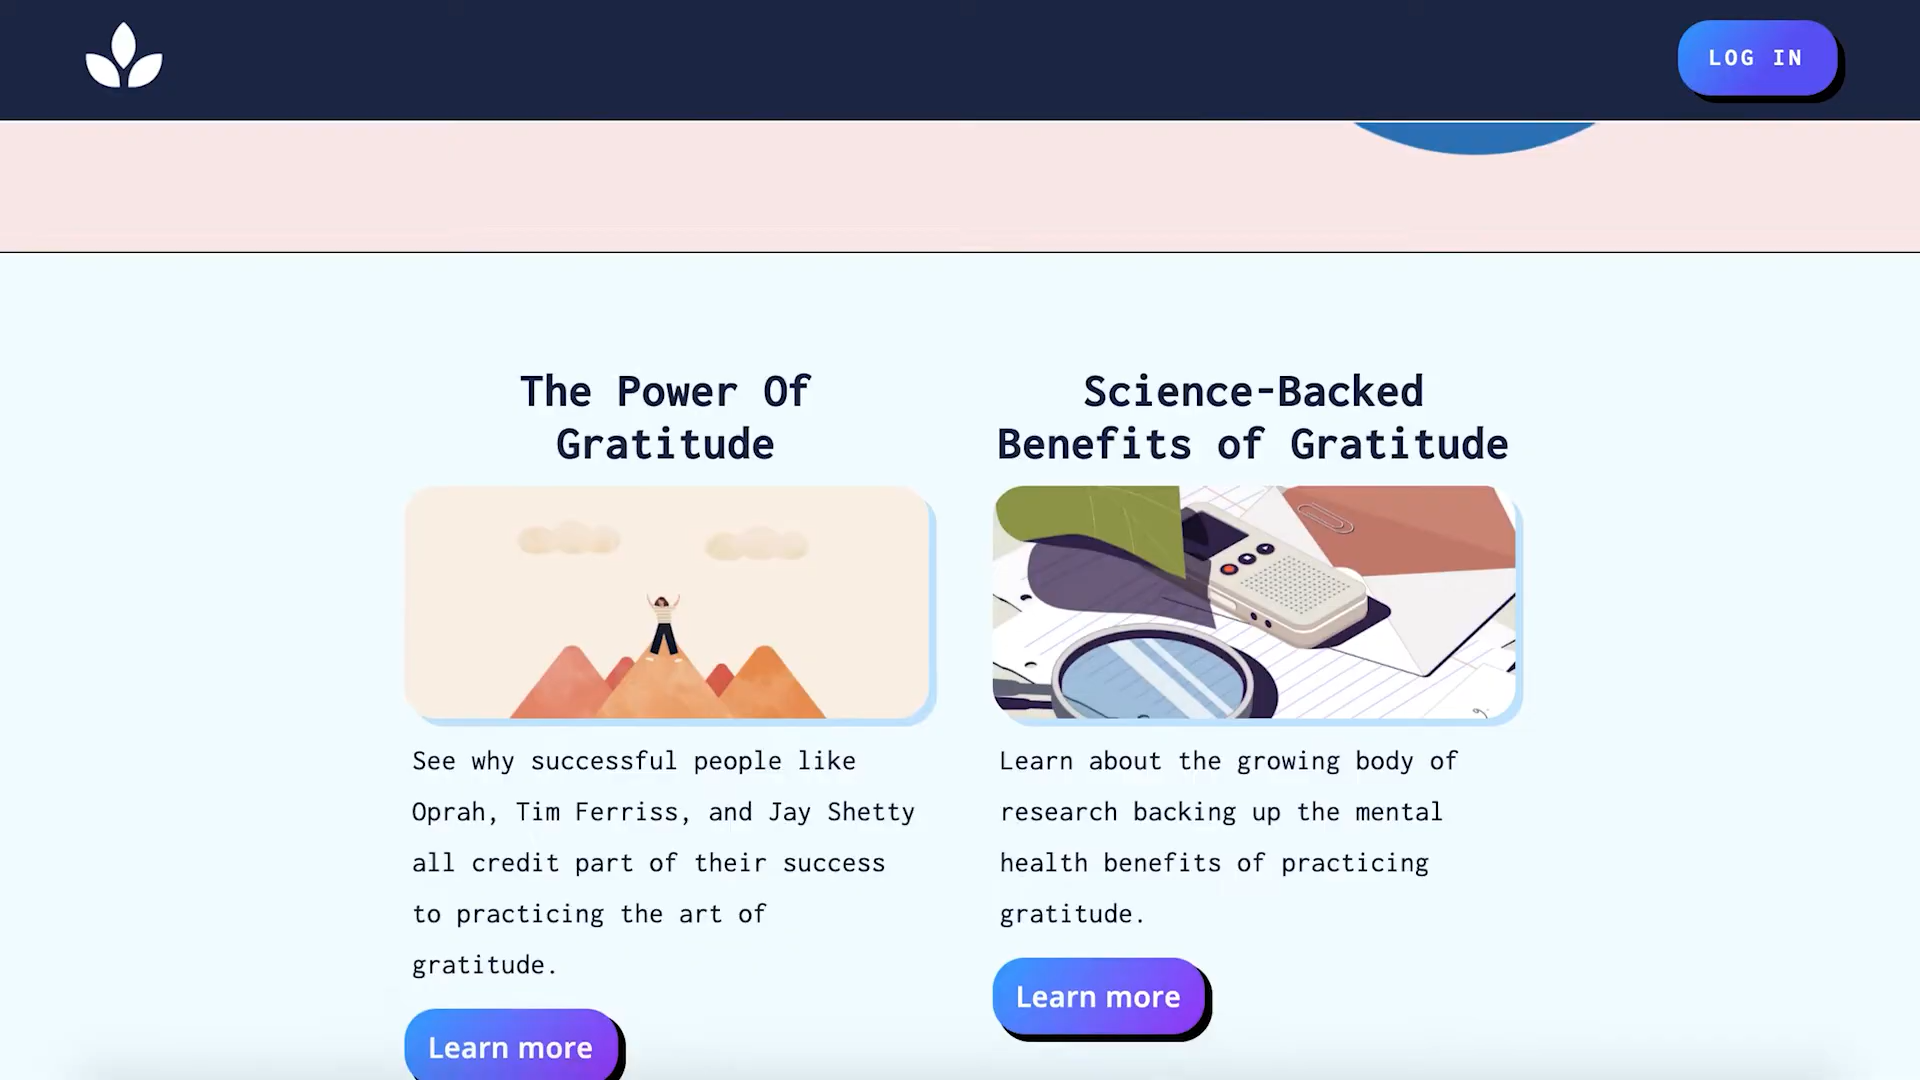 LOG IN
The Power Of
Gratitude
See why successful people like
Oprah, Tim Ferriss, and Jay Shetty
all credit part of their success
to practicing the art of
gratitude.
Learn more
Science-Backed
Benefits of Gratitude
Learn about the growing body of
research backing up the mental
health benefits of practicing
gratitude.
Learn more